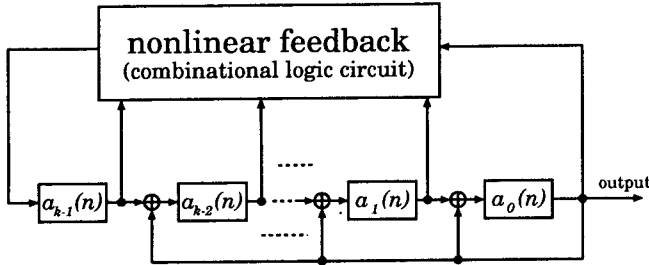 nonlinear feedback
(combinational logic circuit)
a_{k-1}(n)
a_{k-2}(n)
a_1(n)
a_0(n)
output